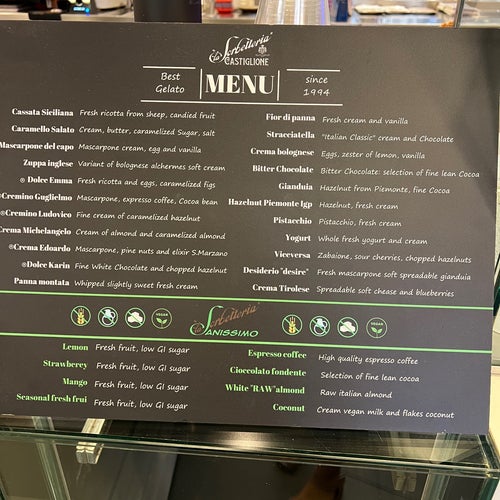 La Sorbetteria
CASTIGLIONE
Best
Gelato
MENU
since
1994
Cassata Siciliana Fresh ricotta from sheep, candied fruit
Caramello Salato Cream, butter, caramelized Sugar, salt
Mascarpone del capo Mascarpone cream, egg and vanilla
Zuppa inglese Variant of bolognese alchermes soft cream
® Dolce Emma Fresh ricotta and eggs, caramelized figs
®Cremino Guglielmo Mascarpone, expresso coffee, Cocoa bean
®Cremino Ludovico Fine cream of caramelized hazelnut
Crema Michelangelo Cream of almond and caramelized almond
®Crema Edoardo Mascarpone, pine nuts and elixir S.Marzano
®Dolce Karin Fine White Chocolate and chopped hazelnut
Panna montata Whipped slightly sweet fresh cream
Fior di panna Fresh cream and vanilla
Stracciatella "Italian Classic" cream and Chocolate
Crema bolognese Eggs, zester of lemon, vanilla
Bitter Chocolate Bitter Chocolate: selection of fine lean Cocoa
Gianduia Hazelnut from Piemonte, fine Cocoa
Hazelnut Piemonte Igp Hazelnut, fresh cream
Pistacchio Pistacchio, fresh cream
Yogurt Whole fresh yogurt and cream
Viceversa Zabaione, sour cherries, chopped hazelnuts
Desiderio "desire" Fresh mascarpone soft spreadable gianduia
Crema Tirolese Spreadable soft chease and blueberries
VEGAN
La Sorbetteria
SANISSIMO
VEGAN
Lemon Fresh fruit, low GI sugar
Strawberey Fresh fruit, low GI sugar
Mango Fresh fruit, low GI sugar
Seasonal fresh frui Fresh fruit, low GI sugar
Espresso coffee High quality espresso coffee
Cioccolato fondente Selection of fine lean cocoa
White "RAW"almond Raw italian almond
Coconut Cream vegan milk and flakes coconut